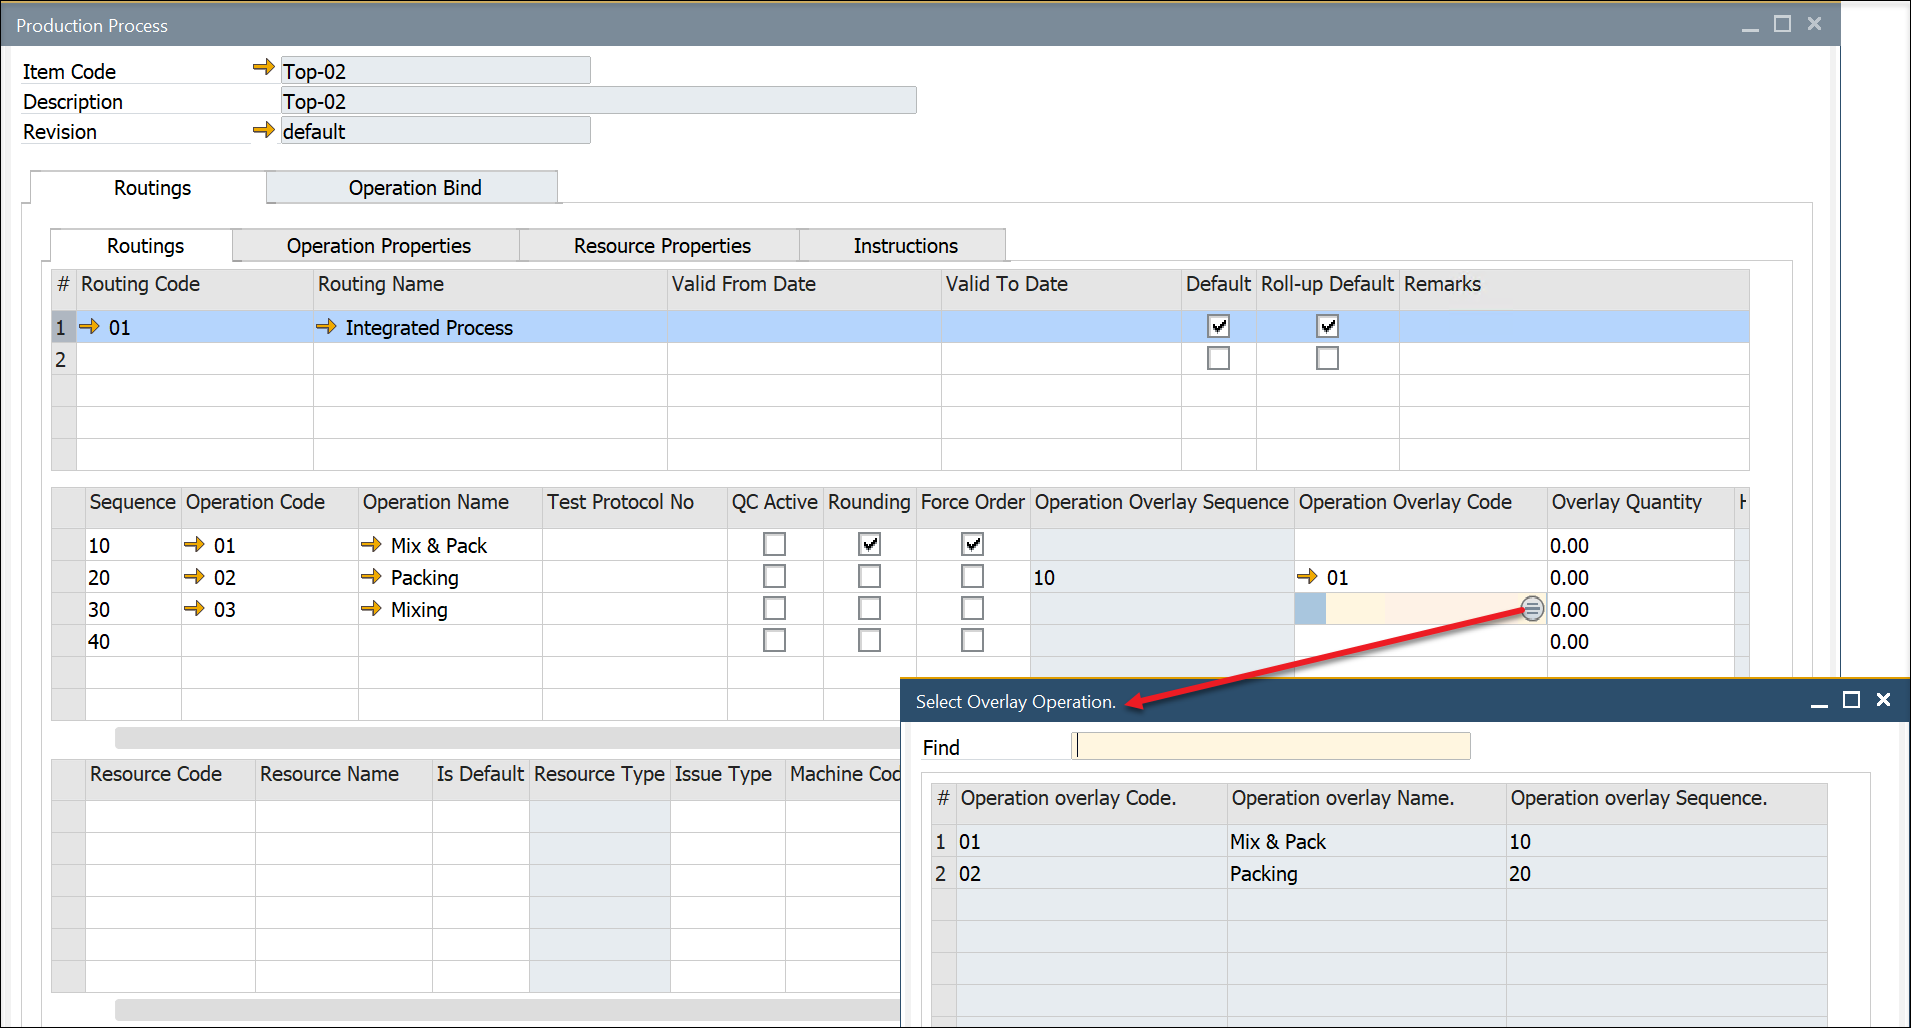 Production Process
Item Code Top-02
Description Top-02
Revision default
Routings Operation Bind
Routings Operation Properties Resource Properties Instructions
# Routing Code Routing Name Valid From Date Valid To Date Default Roll-up Default Remarks
1 01 Integrated Process
2
Sequence Operation Code Operation Name Test Protocol No QC Active Rounding Force Order Operation Overlay Sequence Operation Overlay Code Overlay Quantity
10 01 Mix & Pack 0.00
20 02 Packing 10 01 0.00
30 03 Mixing 0.00
40 0.00
Select Overlay Operation.
Find
Resource Code Resource Name Is Default Resource Type Issue Type Machine Cod
# Operation overlay Code. Operation overlay Name. Operation overlay Sequence.
1 01 Mix & Pack 10
2 02 Packing 20